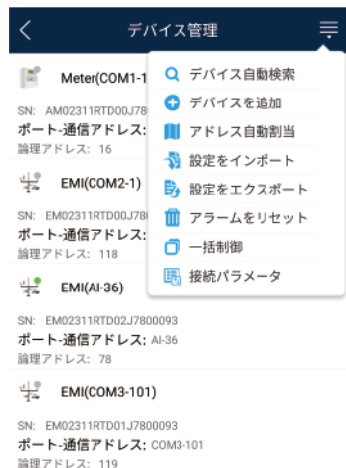 デバイス管理
Meter(COM1-1
SN: AM02311RTD00J78
ポート-通信アドレス:
論理アドレス: 16
EMI(COM2-1)
SN: EM02311RTD00J78
ポート-通信アドレス:
論理アドレス: 118
EMI(AI-36)
SN: EM02311RTD02J7800093
ポート-通信アドレス: AI-36
論理アドレス: 78
EMI(COM3-101)
SN: EM02311RTD01J7800093
ポート-通信アドレス: COM3-101
論理アドレス: 119
デバイス自動検索
デバイスを追加
アドレス自動割当
設定をインポート
設定をエクスポート
アラームをリセット
一括制御
接続パラメータ